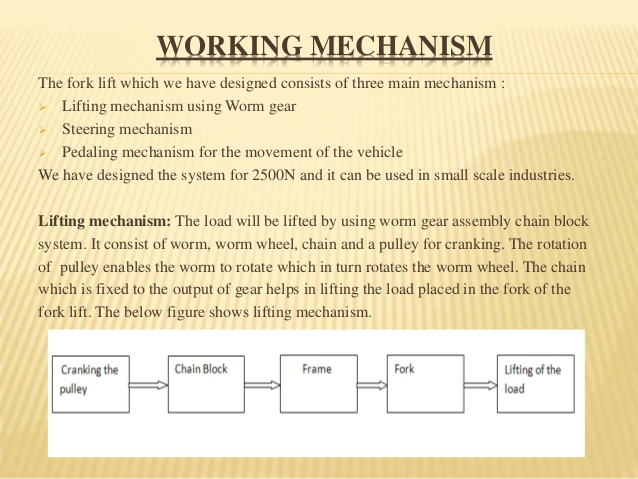 WORKING MECHANISM
The fork lift which we have designed consists of three main mechanism :
Lifting mechanism using Worm gear
Steering mechanism
Pedaling mechanism for the movement of the vehicle
We have designed the system for 2500N and it can be used in small scale industries.
Lifting mechanism: The load will be lifted by using worm gear assembly chain block
system. It consist of worm, worm wheel, chain and a pulley for cranking. The rotation
of pulley enables the worm to rotate which in turn rotates the worm wheel. The chain
which is fixed to the output of gear helps in lifting the load placed in the fork of the
fork lift. The below figure shows lifting mechanism.
Cranking the
pulley
Chain Block
Frame
Fork
Lifting of the
load